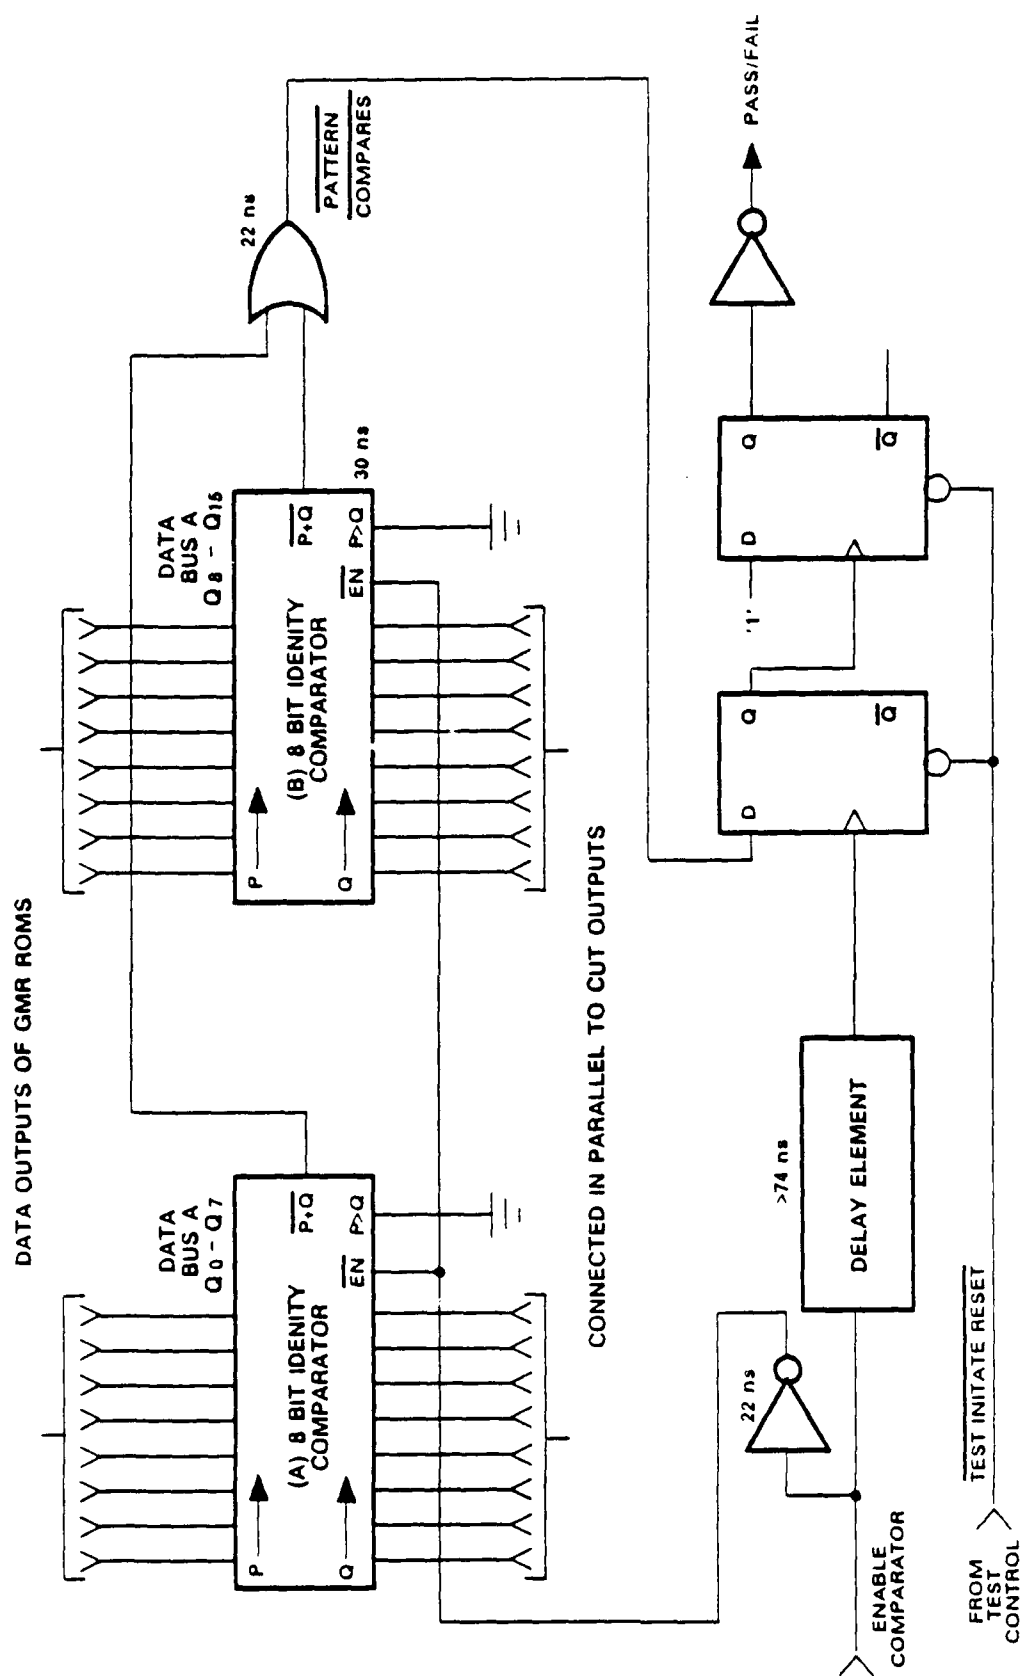 DATA OUTPUTS OF GMR ROMS
DATA
BUS A
Q0 - Q7
P
Q
(A) 8 BIT IDENITY
COMPARATOR
P+Q
EN
P>Q
DATA
BUS A
Q8 - Q15
P
Q
(B) 8 BIT IDENITY
COMPARATOR
P+Q
EN
P>Q
30 ns
22 ns
PATTERN
COMPARES
CONNECTED IN PARALLEL TO CUT OUTPUTS
ENABLE
COMPARATOR
22 ns
>74 ns
DELAY ELEMENT
D
Q
Q
'1'
D
Q
Q
PASS/FAIL
FROM
TEST
CONTROL
TEST INITATE RESET